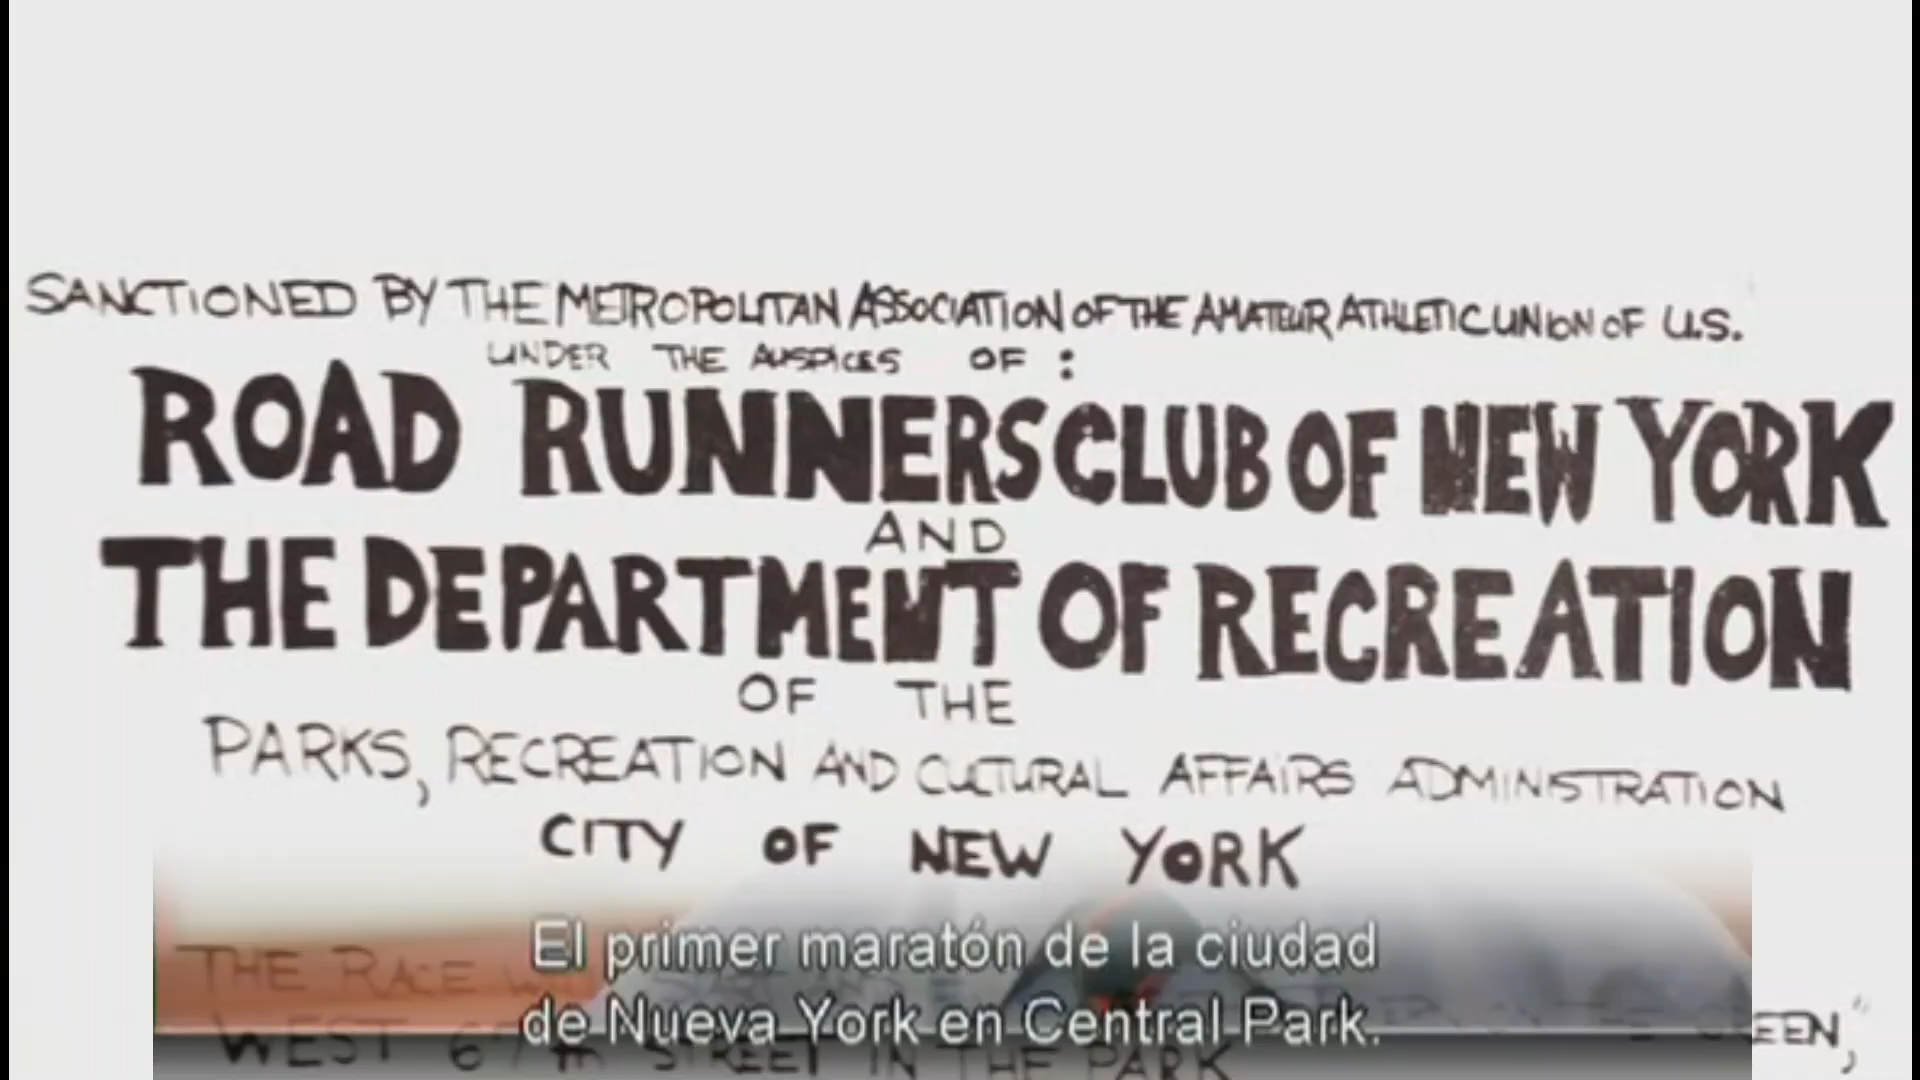 SANCTIONED BY THE METROPOLITAN ASSOCIATION OF THE AMATEUR ATHLETIC UNION OF U.S.
UNDER THE AUSPICES OF :
ROAD RUNNERS CLUB OF NEW YORK
AND
THE DEPARTMENT OF RECREATION
OF THE
PARKS, RECREATION AND CULTURAL AFFAIRS ADMINISTRATION
CITY OF NEW YORK
El primer maratón de la ciudad
de Nueva York en Central Park.
THE RACE
WEST 67th STREET IN THE PARK